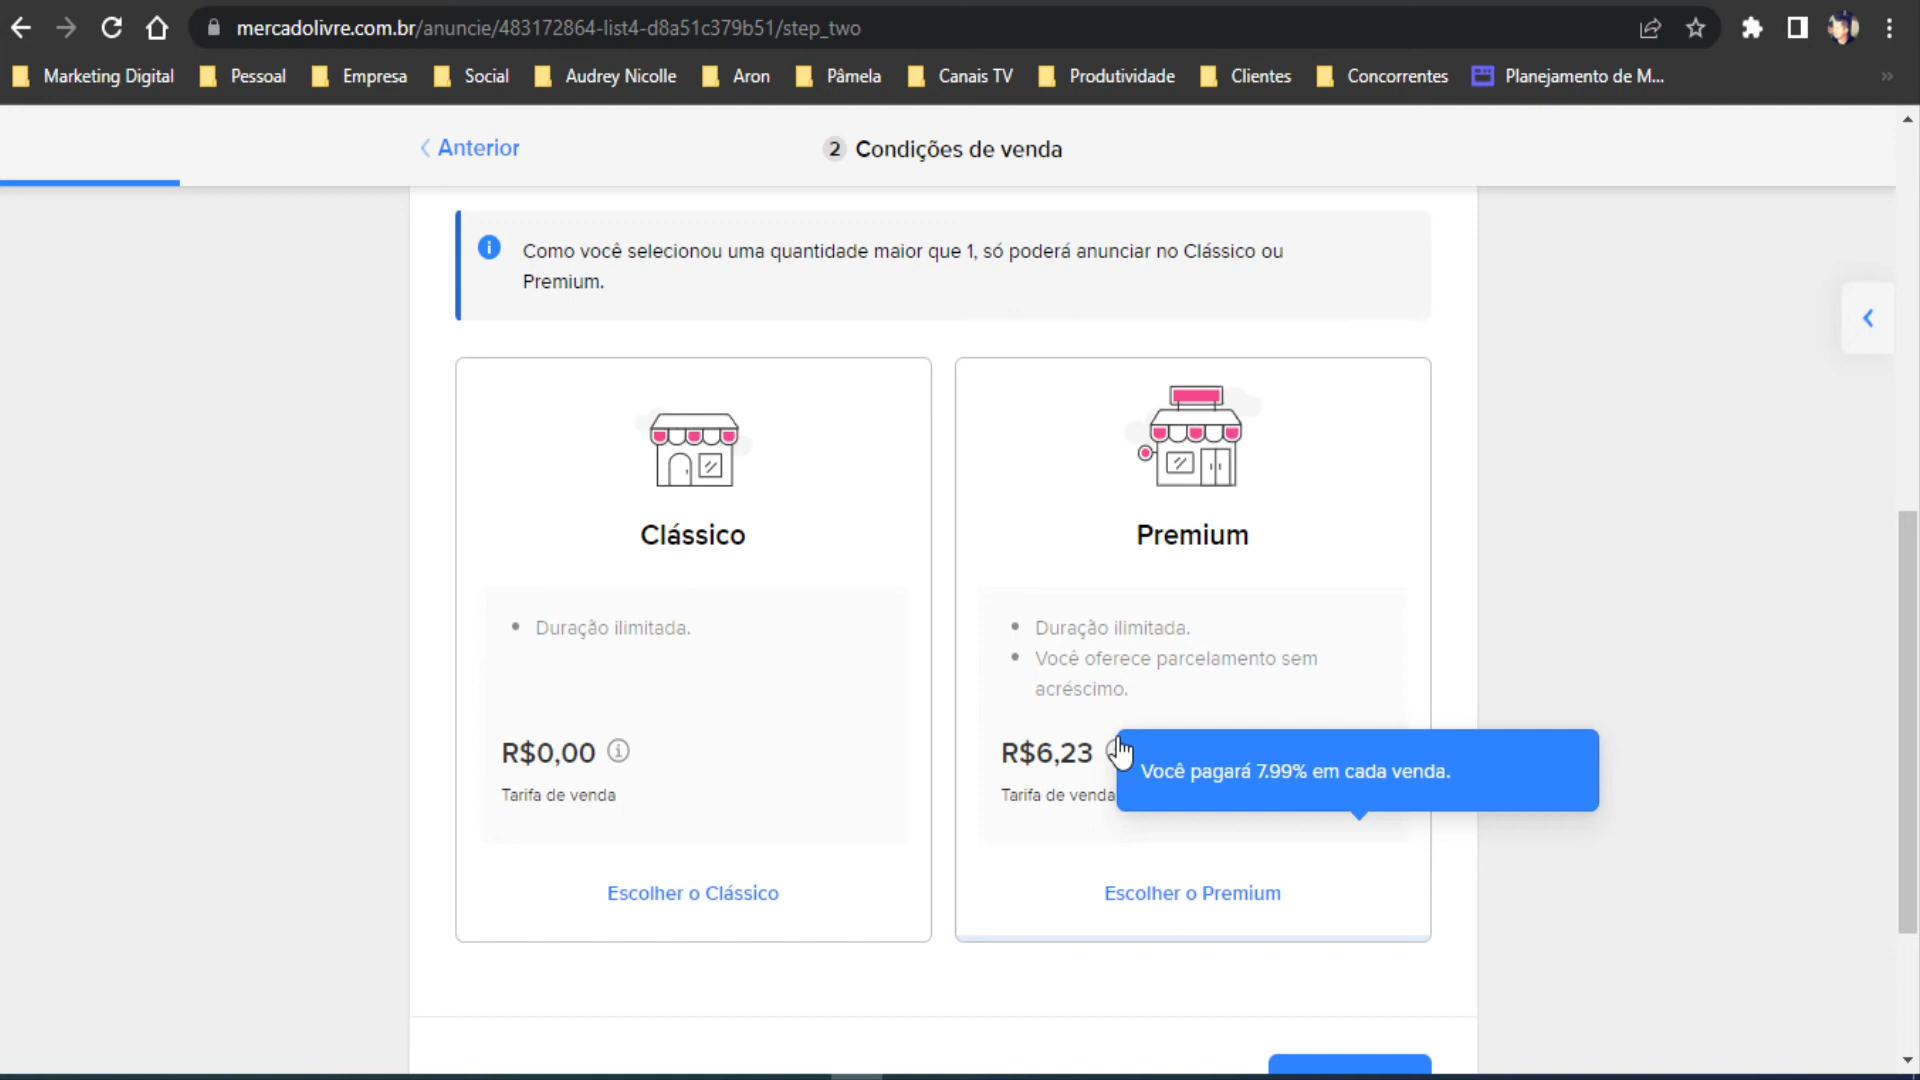 mercadolivre.com.br/anuncie/483172864-list4-d8a51c379b51/step_two
Marketing Digital Pessoal Empresa Social Audrey Nicolle Aron Pâmela Canais TV Produtividade Clientes Concorrentes Planejamento de M... »
Anterior
2 Condições de venda
Como você selecionou uma quantidade maior que 1, só poderá anunciar no Clássico ou
Premium.
Clássico
• Duração ilimitada.
R$0,00
Tarifa de venda
Escolher o Clássico
Premium
• Duração ilimitada.
• Você oferece parcelamento sem
acréscimo.
R$6,23
Tarifa de venda
Você pagará 7.99% em cada venda.
Escolher o Premium